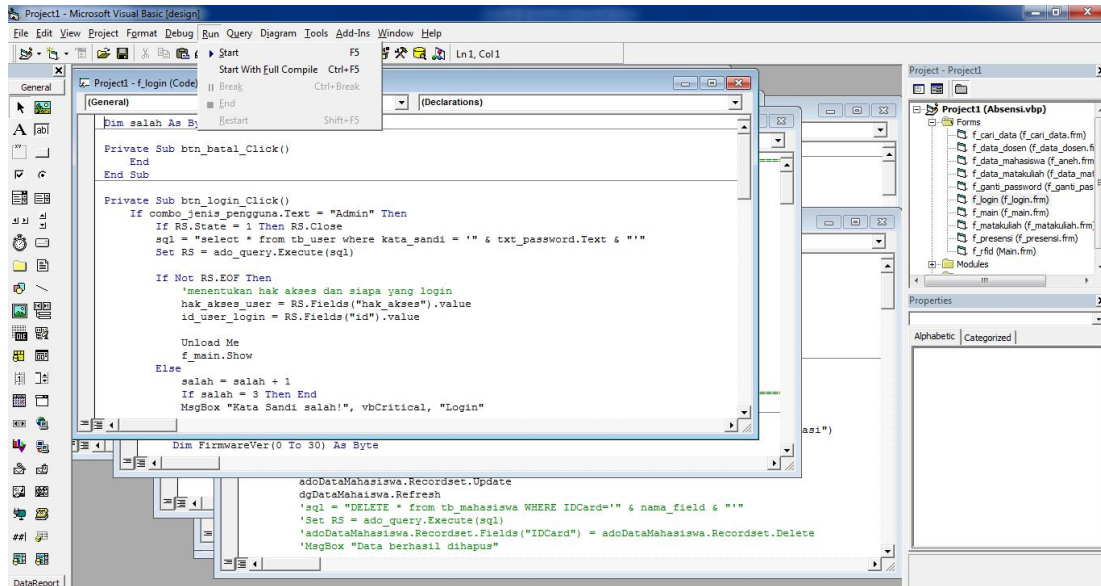 Project1 - Microsoft Visual Basic [design]
File Edit View Project Format Debug Run Query Diagram Tools Add-Ins Window Help
Ln 1, Col 1
Start F5
Start With Full Compile Ctrl+F5
Break Ctrl+Break
End
Restart Shift+F5
General
A
ab
##
DataReport
Project1 - f_login (Code)
(General)
(Declarations)
Dim salah As By
Private Sub btn_batal_Click()
End
End Sub
Private Sub btn_login_Click()
If combo_jenis_pengguna.Text = "Admin" Then
If RS.State = 1 Then RS.Close
sql = "select * from tb_user where kata_sandi = '" & txt_password.Text & "'"
Set RS = ado_query.Execute(sql)
If Not RS.EOF Then
'menentukan hak akses dan siapa yang login
hak_akses_user = RS.Fields("hak_akses").value
id_user_login = RS.Fields("id").value
Unload Me
f_main.Show
Else
salah = salah + 1
If salah = 3 Then End
MsgBox "Kata Sandi salah!", vbCritical, "Login"
asi")
Dim FirmwareVer(0 To 30) As Byte
adoDataMahasiswa.Recordset.Update
dgDataMahaiswa.Refresh
'sql = "DELETE * from tb_mahasiswa WHERE IDCard='" & nama_field & "'"
'Set RS = ado_query.Execute(sql)
'adoDataMahasiswa.Recordset.Fields("IDCard") = adoDataMahasiswa.Recordset.Delete
'MsgBox "Data berhasil dihapus"
Project - Project1
Project1 (Absensi.vbp)
Forms
f_cari_data (f_cari_data.frm)
f_data_dosen (f_data_dosen.fr
f_data_mahasiswa (f_aneh.frm
f_data_matakuliah (f_data_mat
f_ganti_password (f_ganti_pas
f_login (f_login.frm)
f_main (f_main.frm)
f_matakuliah (f_matakuliah.frm
f_presensi (f_presensi.frm)
f_rfid (Main.frm)
Modules
Properties
Alphabetic Categorized